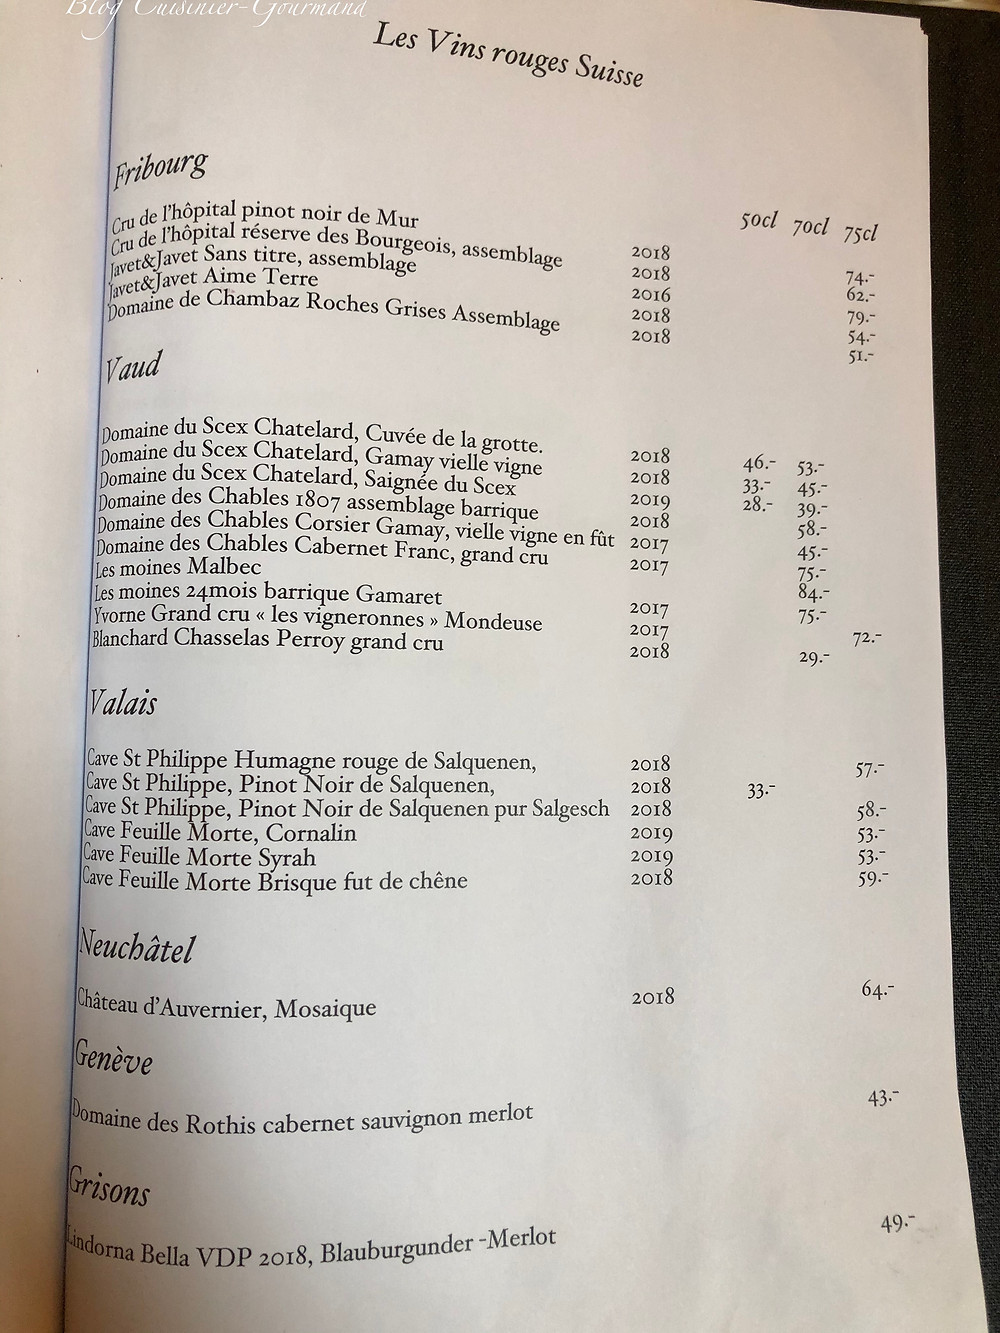 Blog Cuisinier-Gourmand
Les Vins rouges Suisse
Fribourg
50cl 70cl 75cl
Cru de l'hôpital pinot noir de Mur 2018 74.-
Cru de l'hôpital réserve des Bourgeois, assemblage 2018 62.-
Javet&Javet Sans titre, assemblage 2016 79.-
Javet&Javet Aime Terre 2018 54.-
Domaine de Chambaz Roches Grises Assemblage 2018 51.-
Vaud
Domaine du Scex Chatelard, Cuvée de la grotte. 2018 46.- 53.-
Domaine du Scex Chatelard, Gamay vielle vigne 2018 33.- 45.-
Domaine du Scex Chatelard, Saignée du Scex 2019 28.- 39.-
Domaine des Chables 1807 assemblage barrique 2018 58.-
Domaine des Chables Corsier Gamay, vielle vigne en fût 2017 45.-
Domaine des Chables Cabernet Franc, grand cru 2017 75.-
Les moines Malbec 84.-
Les moines 24mois barrique Gamaret 2017 75.-
Yvorne Grand cru « les vigneronnes » Mondeuse 2017 72.-
Blanchard Chasselas Perroy grand cru 2018 29.-
Valais
Cave St Philippe Humagne rouge de Salquenen, 2018 57.-
Cave St Philippe, Pinot Noir de Salquenen, 2018 33.-
Cave St Philippe, Pinot Noir de Salquenen pur Salgesch 2018 58.-
Cave Feuille Morte, Cornalin 2019 53.-
Cave Feuille Morte Syrah 2019 53.-
Cave Feuille Morte Brisque fut de chêne 2018 59.-
Neuchâtel
Château d'Auvernier, Mosaique 2018 64.-
Genève
Domaine des Rothis cabernet sauvignon merlot 43.-
Grisons
Lindorna Bella VDP 2018, Blauburgunder -Merlot 49.-